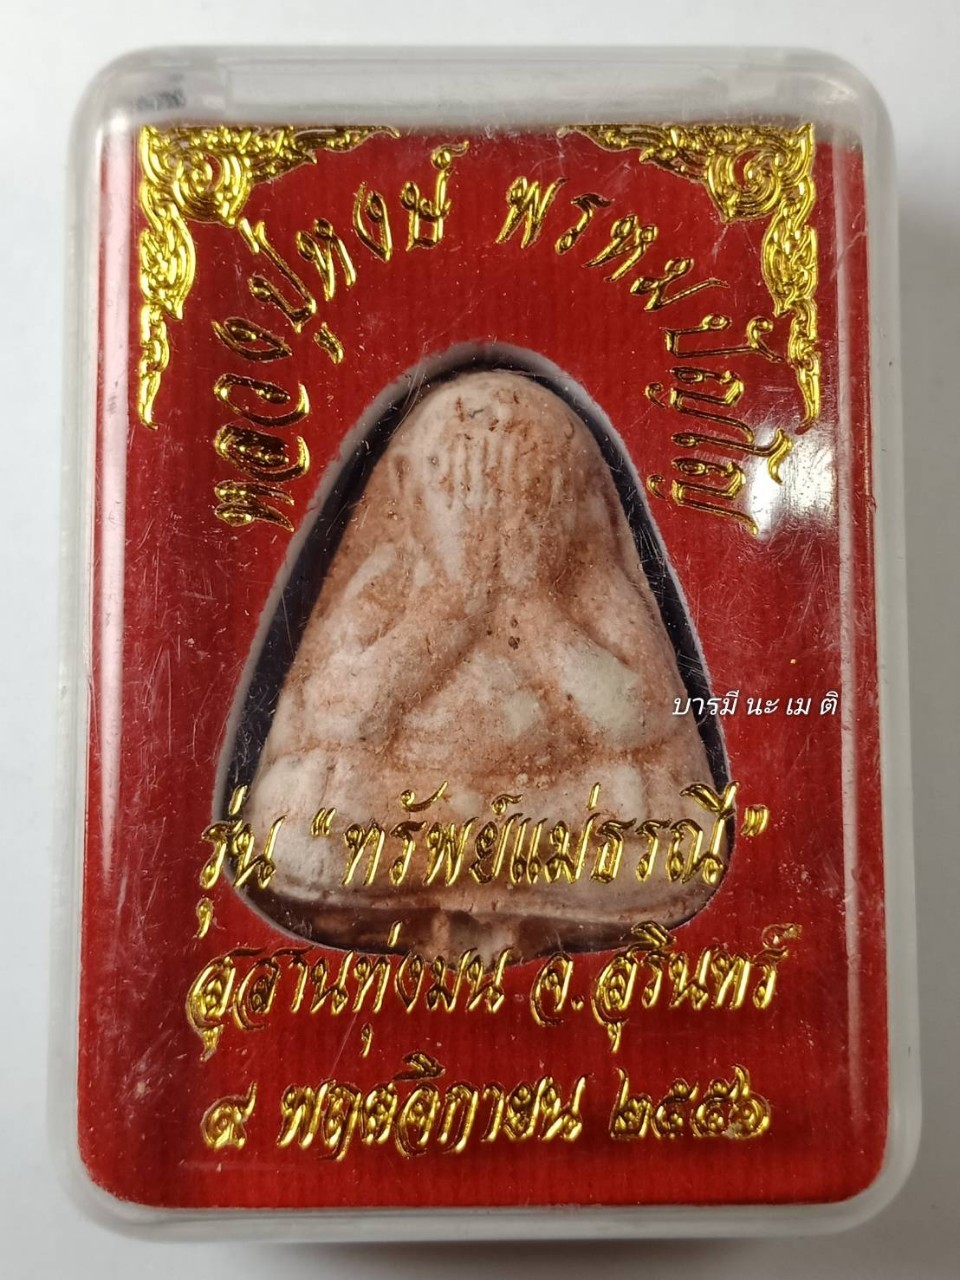 หลวงปู่หงษ์ พรหมปัญโญ
บารมี นะ เม ติ
รุ่น "ทรัพย์แม่ธรณี"
สุสานทุ่งมน จ.สุรินทร์
๙ พฤศจิกายน ๒๕๕๖